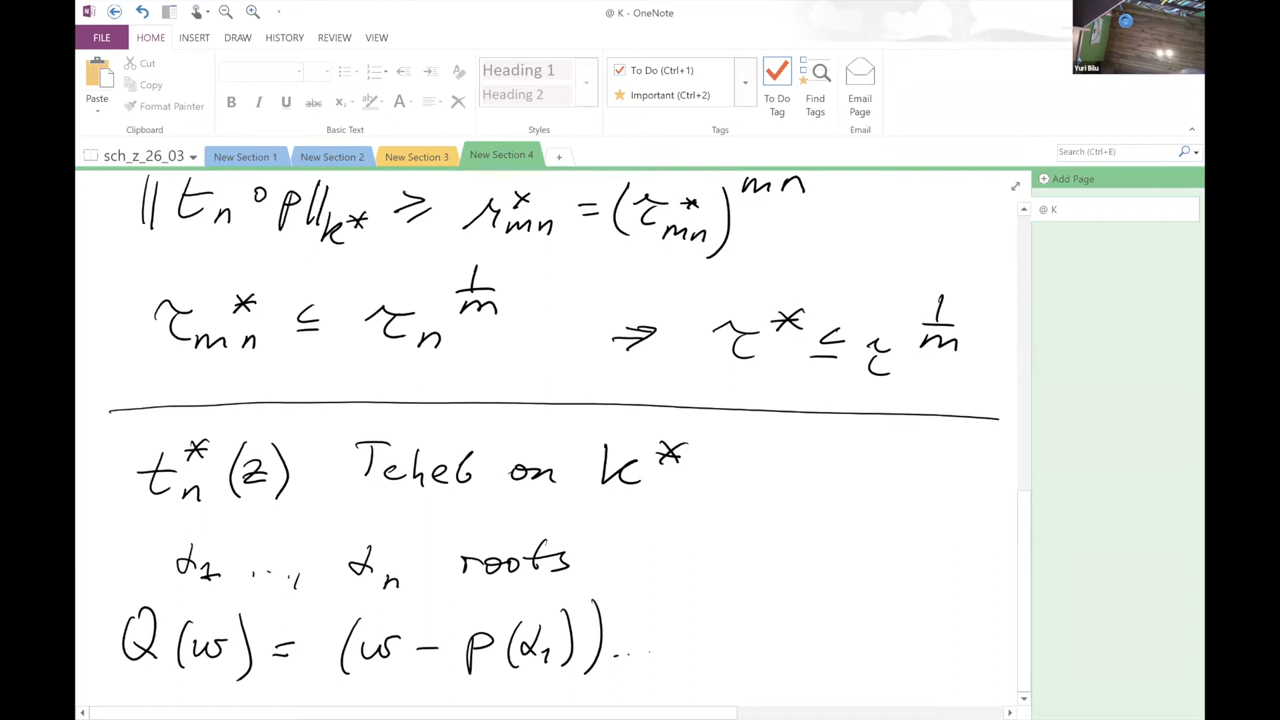 @ K - OneNote
FILE HOME INSERT DRAW HISTORY REVIEW VIEW
Paste
Cut
Copy
Format Painter
Clipboard
B I U abc
Basic Text
Heading 1
Heading 2
Styles
To Do (Ctrl+1)
Important (Ctrl+2)
To Do Tag
Find Tags
Tags
Email Page
Email
Yuri Bilu
sch_z_26_03 New Section 1 New Section 2 New Section 3 New Section 4 +
Search (Ctrl+E)
Add Page
@ K
|| t_n ∘ p ||_{K*} ≥ μ*_{mn} = (τ*_{mn})^{mn}
τ*_{mn} ≤ τ_n^{1/m} ⇒ τ* ≤ τ^{1/m}
t*_n (z) Tcheb on K*
α_1 ..., α_n roots
Q(w) = (w − p(α_1)) ...